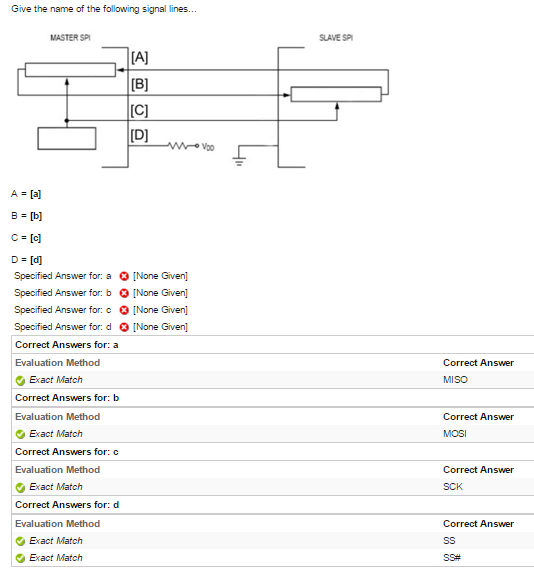 Give the name of the following signal lines...
MASTER SPI
SLAVE SPI
[A]
[B]
[C]
[D]
VDD
A = [a]
B = [b]
C = [c]
D = [d]
Specified Answer for: a [None Given]
Specified Answer for: b [None Given]
Specified Answer for: c [None Given]
Specified Answer for: d [None Given]
Correct Answers for: a
Evaluation Method Correct Answer
Exact Match MISO
Correct Answers for: b
Evaluation Method Correct Answer
Exact Match MOSI
Correct Answers for: c
Evaluation Method Correct Answer
Exact Match SCK
Correct Answers for: d
Evaluation Method Correct Answer
Exact Match SS
Exact Match SS#